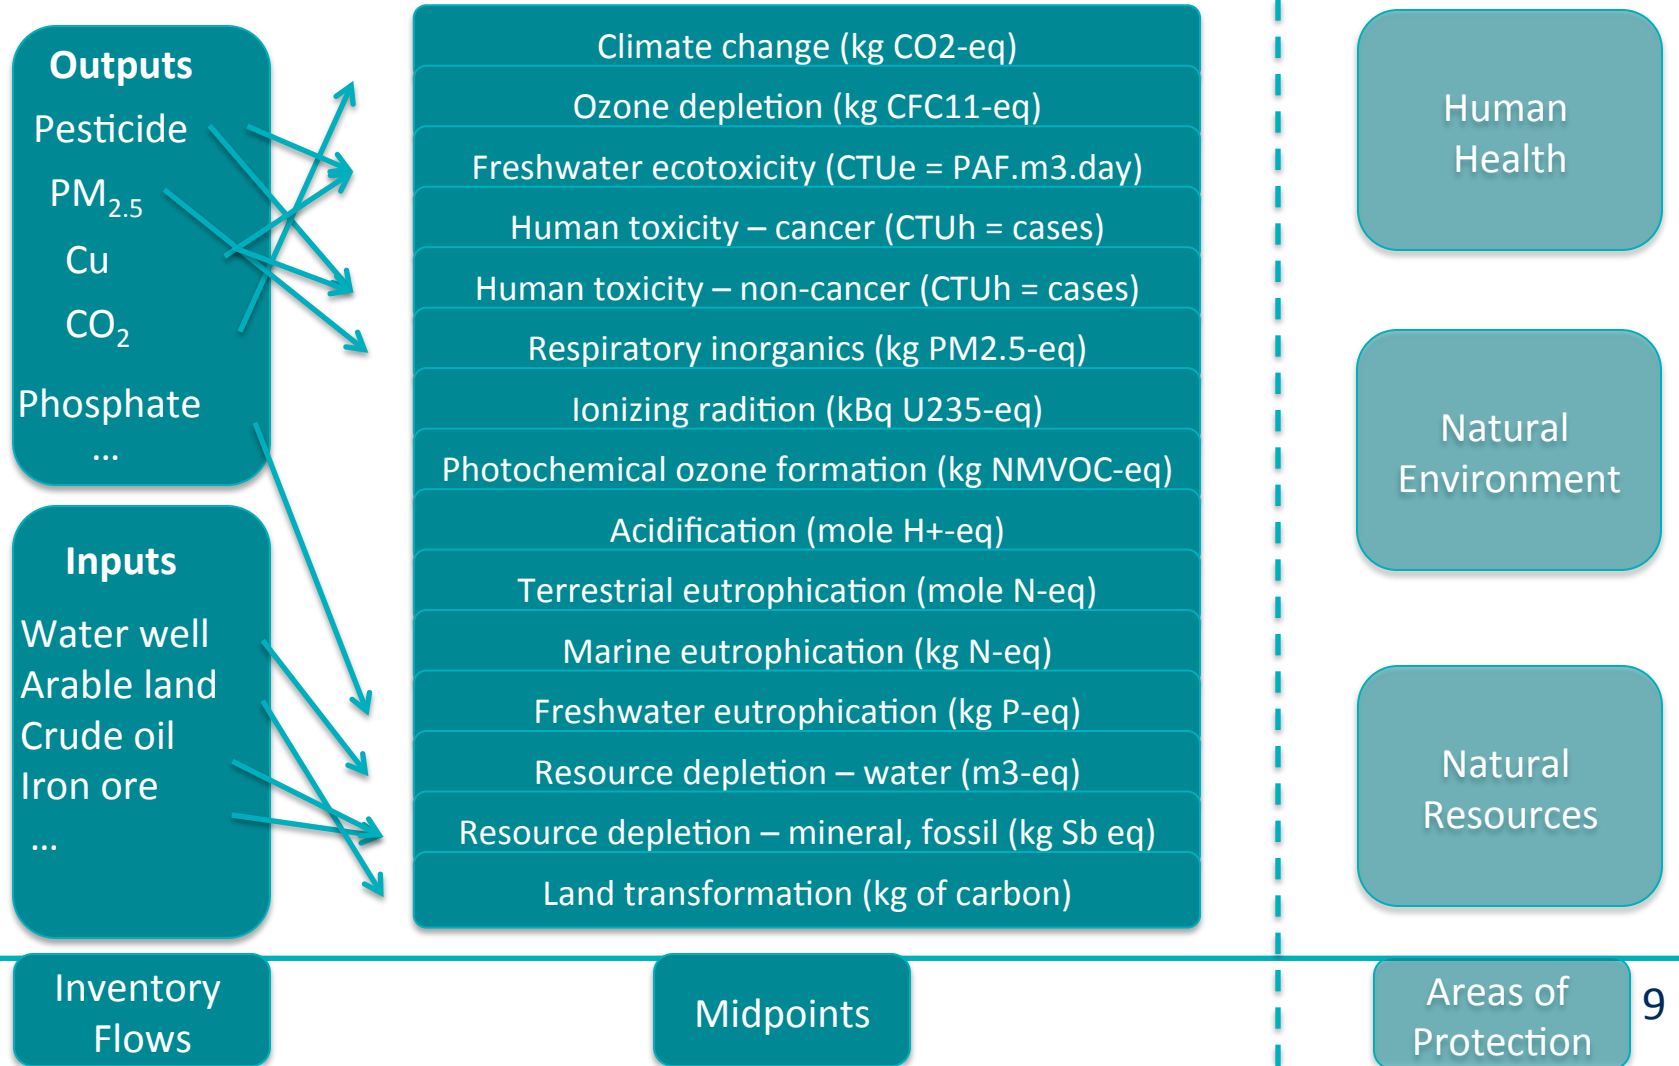 Outputs
Pesticide
PM2.5
Cu
CO2
Phosphate
...
Inputs
Water well
Arable land
Crude oil
Iron ore
...
Climate change (kg CO2-eq)
Ozone depletion (kg CFC11-eq)
Freshwater ecotoxicity (CTUe = PAF.m3.day)
Human toxicity – cancer (CTUh = cases)
Human toxicity – non-cancer (CTUh = cases)
Respiratory inorganics (kg PM2.5-eq)
Ionizing radition (kBq U235-eq)
Photochemical ozone formation (kg NMVOC-eq)
Acidification (mole H+-eq)
Terrestrial eutrophication (mole N-eq)
Marine eutrophication (kg N-eq)
Freshwater eutrophication (kg P-eq)
Resource depletion – water (m3-eq)
Resource depletion – mineral, fossil (kg Sb eq)
Land transformation (kg of carbon)
Human
Health
Natural
Environment
Natural
Resources
Inventory
Flows
Midpoints
Areas of
Protection
9